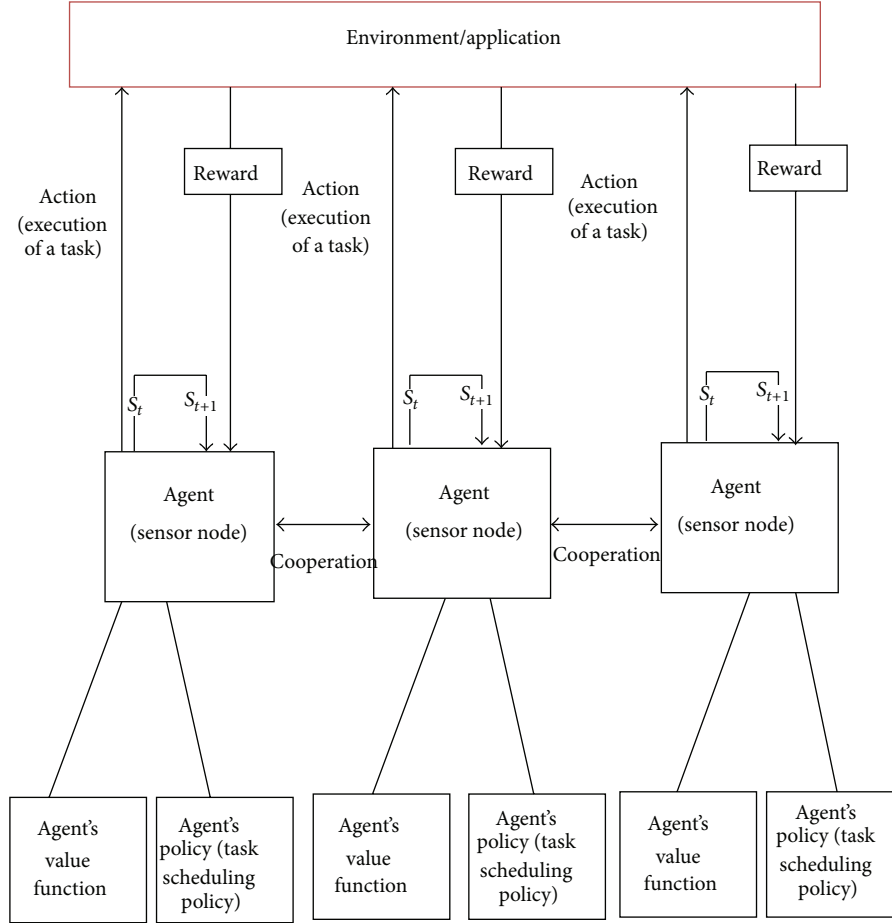 Environment/application
Action
(execution
of a task)
Reward
Action
(execution
of a task)
Reward
Action
(execution
of a task)
Reward
S_t
S_{t+1}
S_t
S_{t+1}
S_t
S_{t+1}
Agent
(sensor node)
Cooperation
Agent
(sensor node)
Cooperation
Agent
(sensor node)
Agent's
value
function
Agent's
policy (task
scheduling
policy)
Agent's
value
function
Agent's
policy (task
scheduling
policy)
Agent's
value
function
Agent's
policy (task
scheduling
policy)